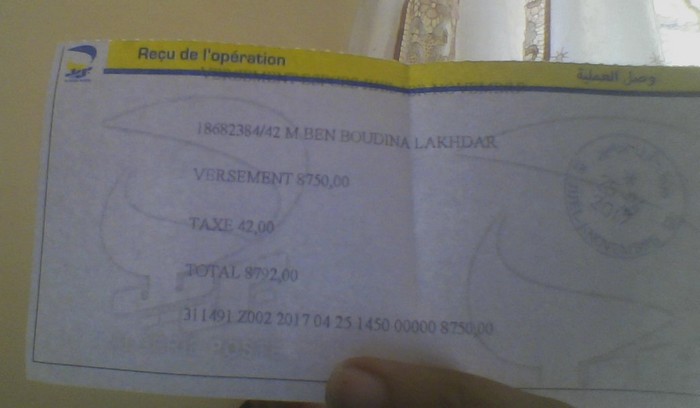 Reçu de l'opération
وصل العملية
18682384/42 M.BEN BOUDINA LAKHDAR
VERSEMENT 8750,00
TAXE 42,00
TOTAL 8792,00
311491 Z002 2017 04 25 1450 00000 8750,00